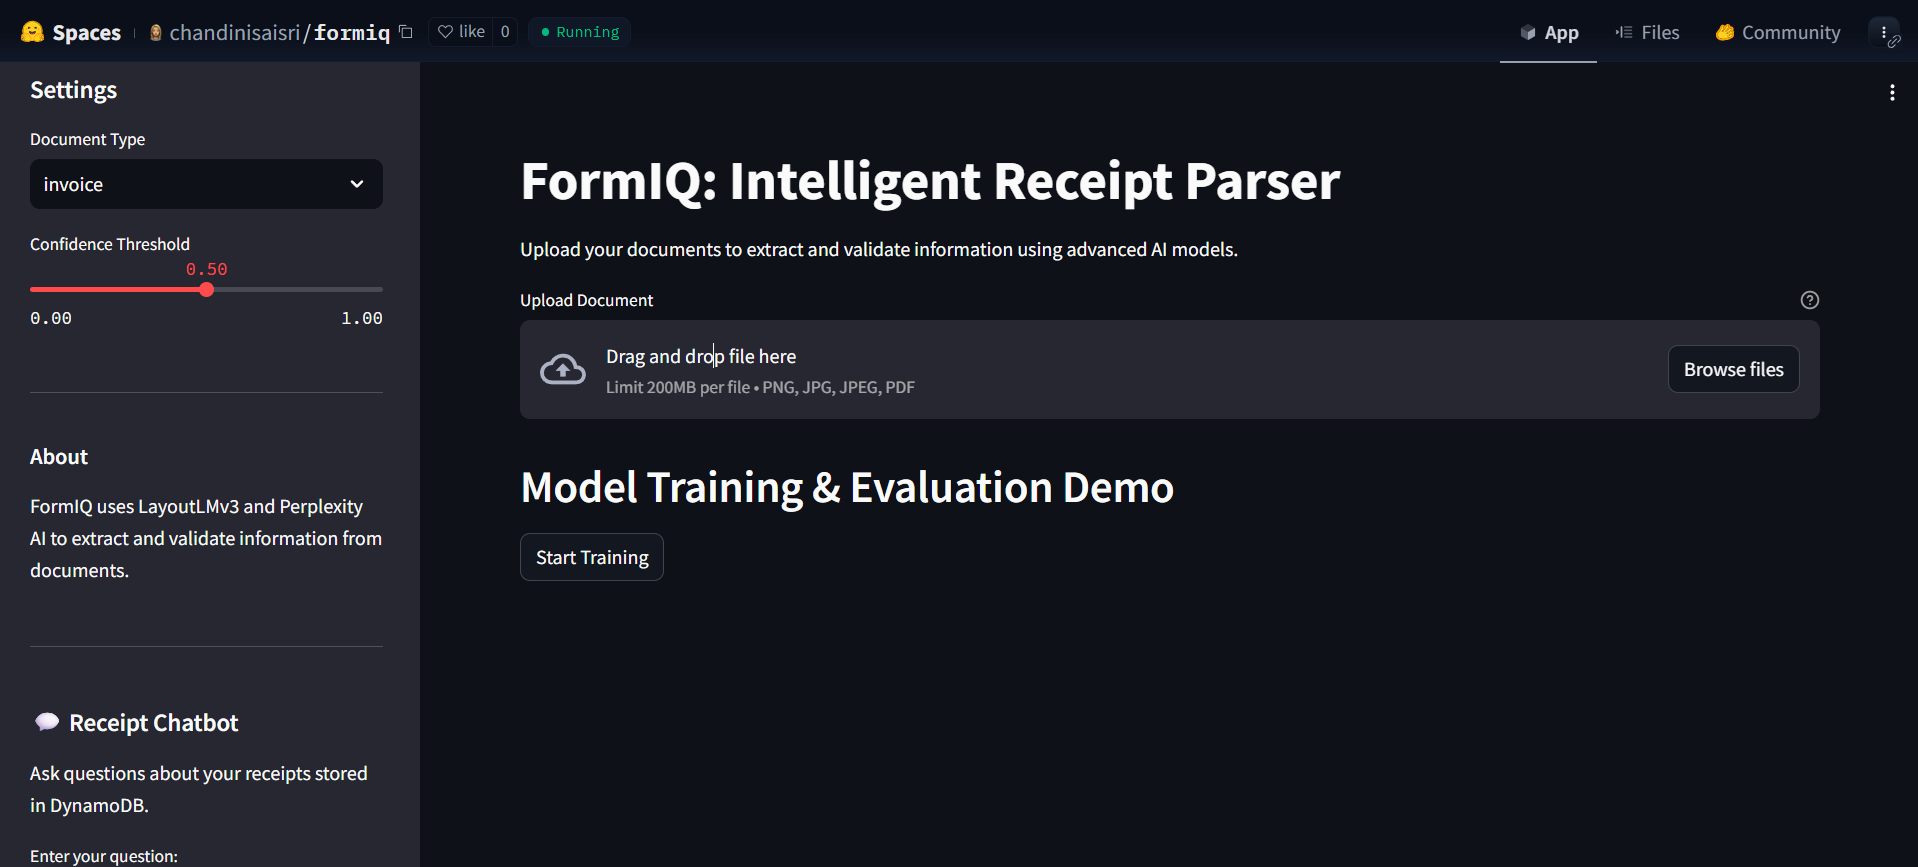 Spaces chandinisaisri/formiq like 0 Running
App Files Community
Settings
Document Type
invoice
Confidence Threshold
0.50
0.00 1.00
About
FormIQ uses LayoutLMv3 and Perplexity
AI to extract and validate information from
documents.
Receipt Chatbot
Ask questions about your receipts stored
in DynamoDB.
Enter your question:
FormIQ: Intelligent Receipt Parser
Upload your documents to extract and validate information using advanced AI models.
Upload Document
Drag and drop file here
Limit 200MB per file • PNG, JPG, JPEG, PDF
Browse files
Model Training & Evaluation Demo
Start Training